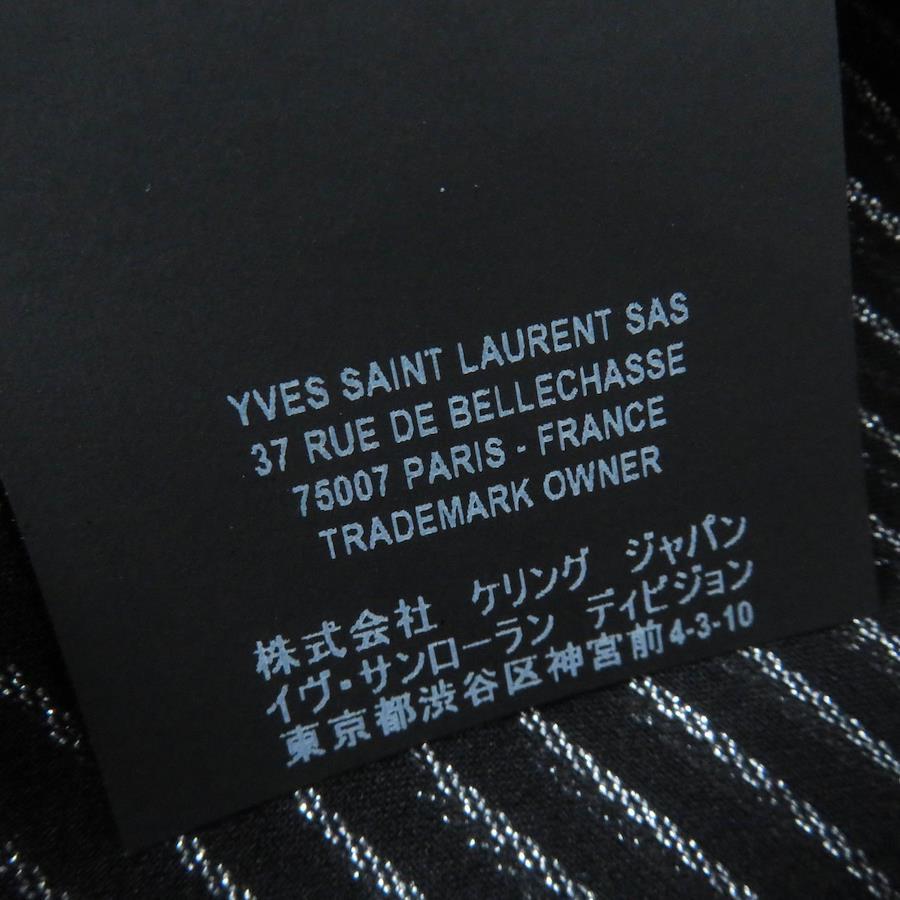 YVES SAINT LAURENT SAS
37 RUE DE BELLECHASSE
75007 PARIS - FRANCE
TRADEMARK OWNER
株式会社　ケリング　ジャパン
イヴ・サンローラン　ディビジョン
東京都渋谷区神宮前4-3-10